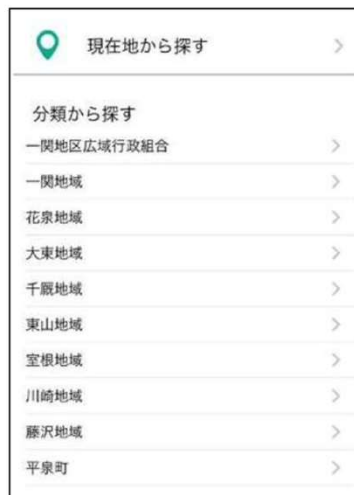 現在地から探す
分類から探す
一関地区広域行政組合
一関地域
花泉地域
大東地域
千厩地域
東山地域
室根地域
川崎地域
藤沢地域
平泉町